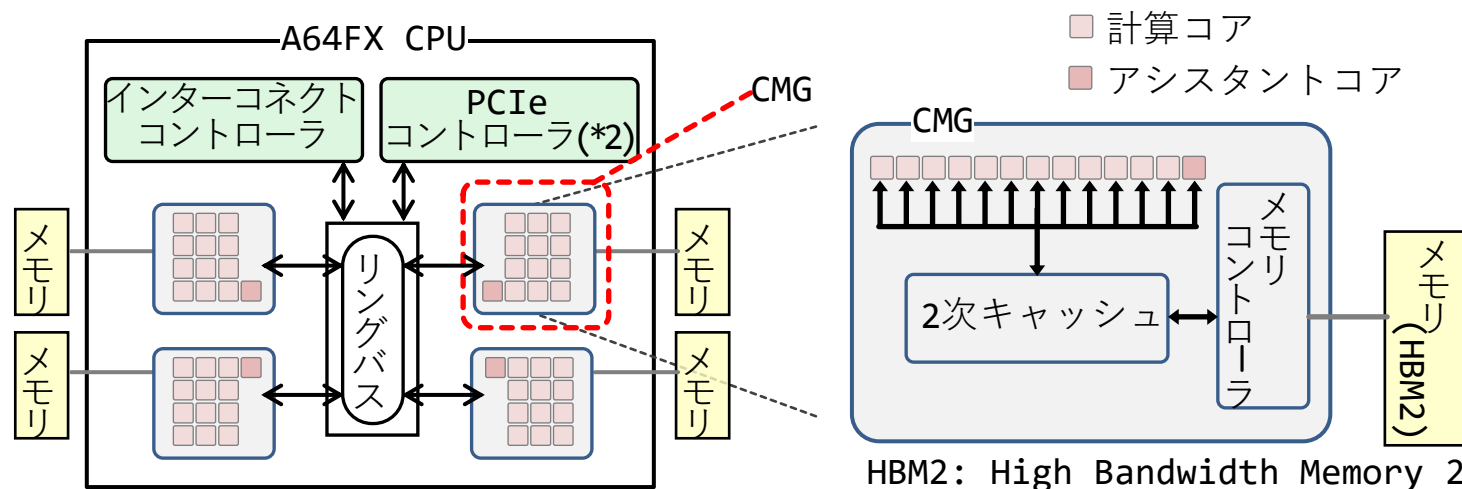 A64FX CPU
インターコネクト
コントローラ
PCIe
コントローラ(*2)
CMG
メモリ
メモリ
リングバス
メモリ
メモリ
計算コア
アシスタントコア
CMG
2次キャッシュ
メモリ
コントローラ
メモリ
(HBM2)
HBM2: High Bandwidth Memory 2